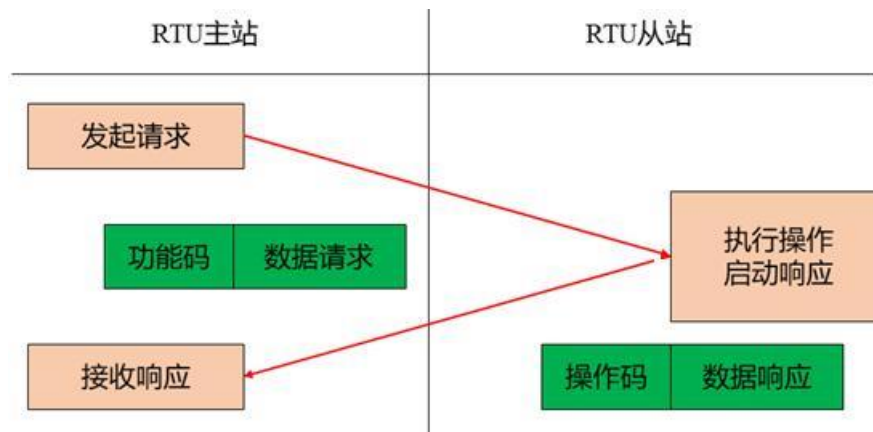 RTU主站
RTU从站
发起请求
功能码
数据请求
执行操作
启动响应
接收响应
操作码
数据响应